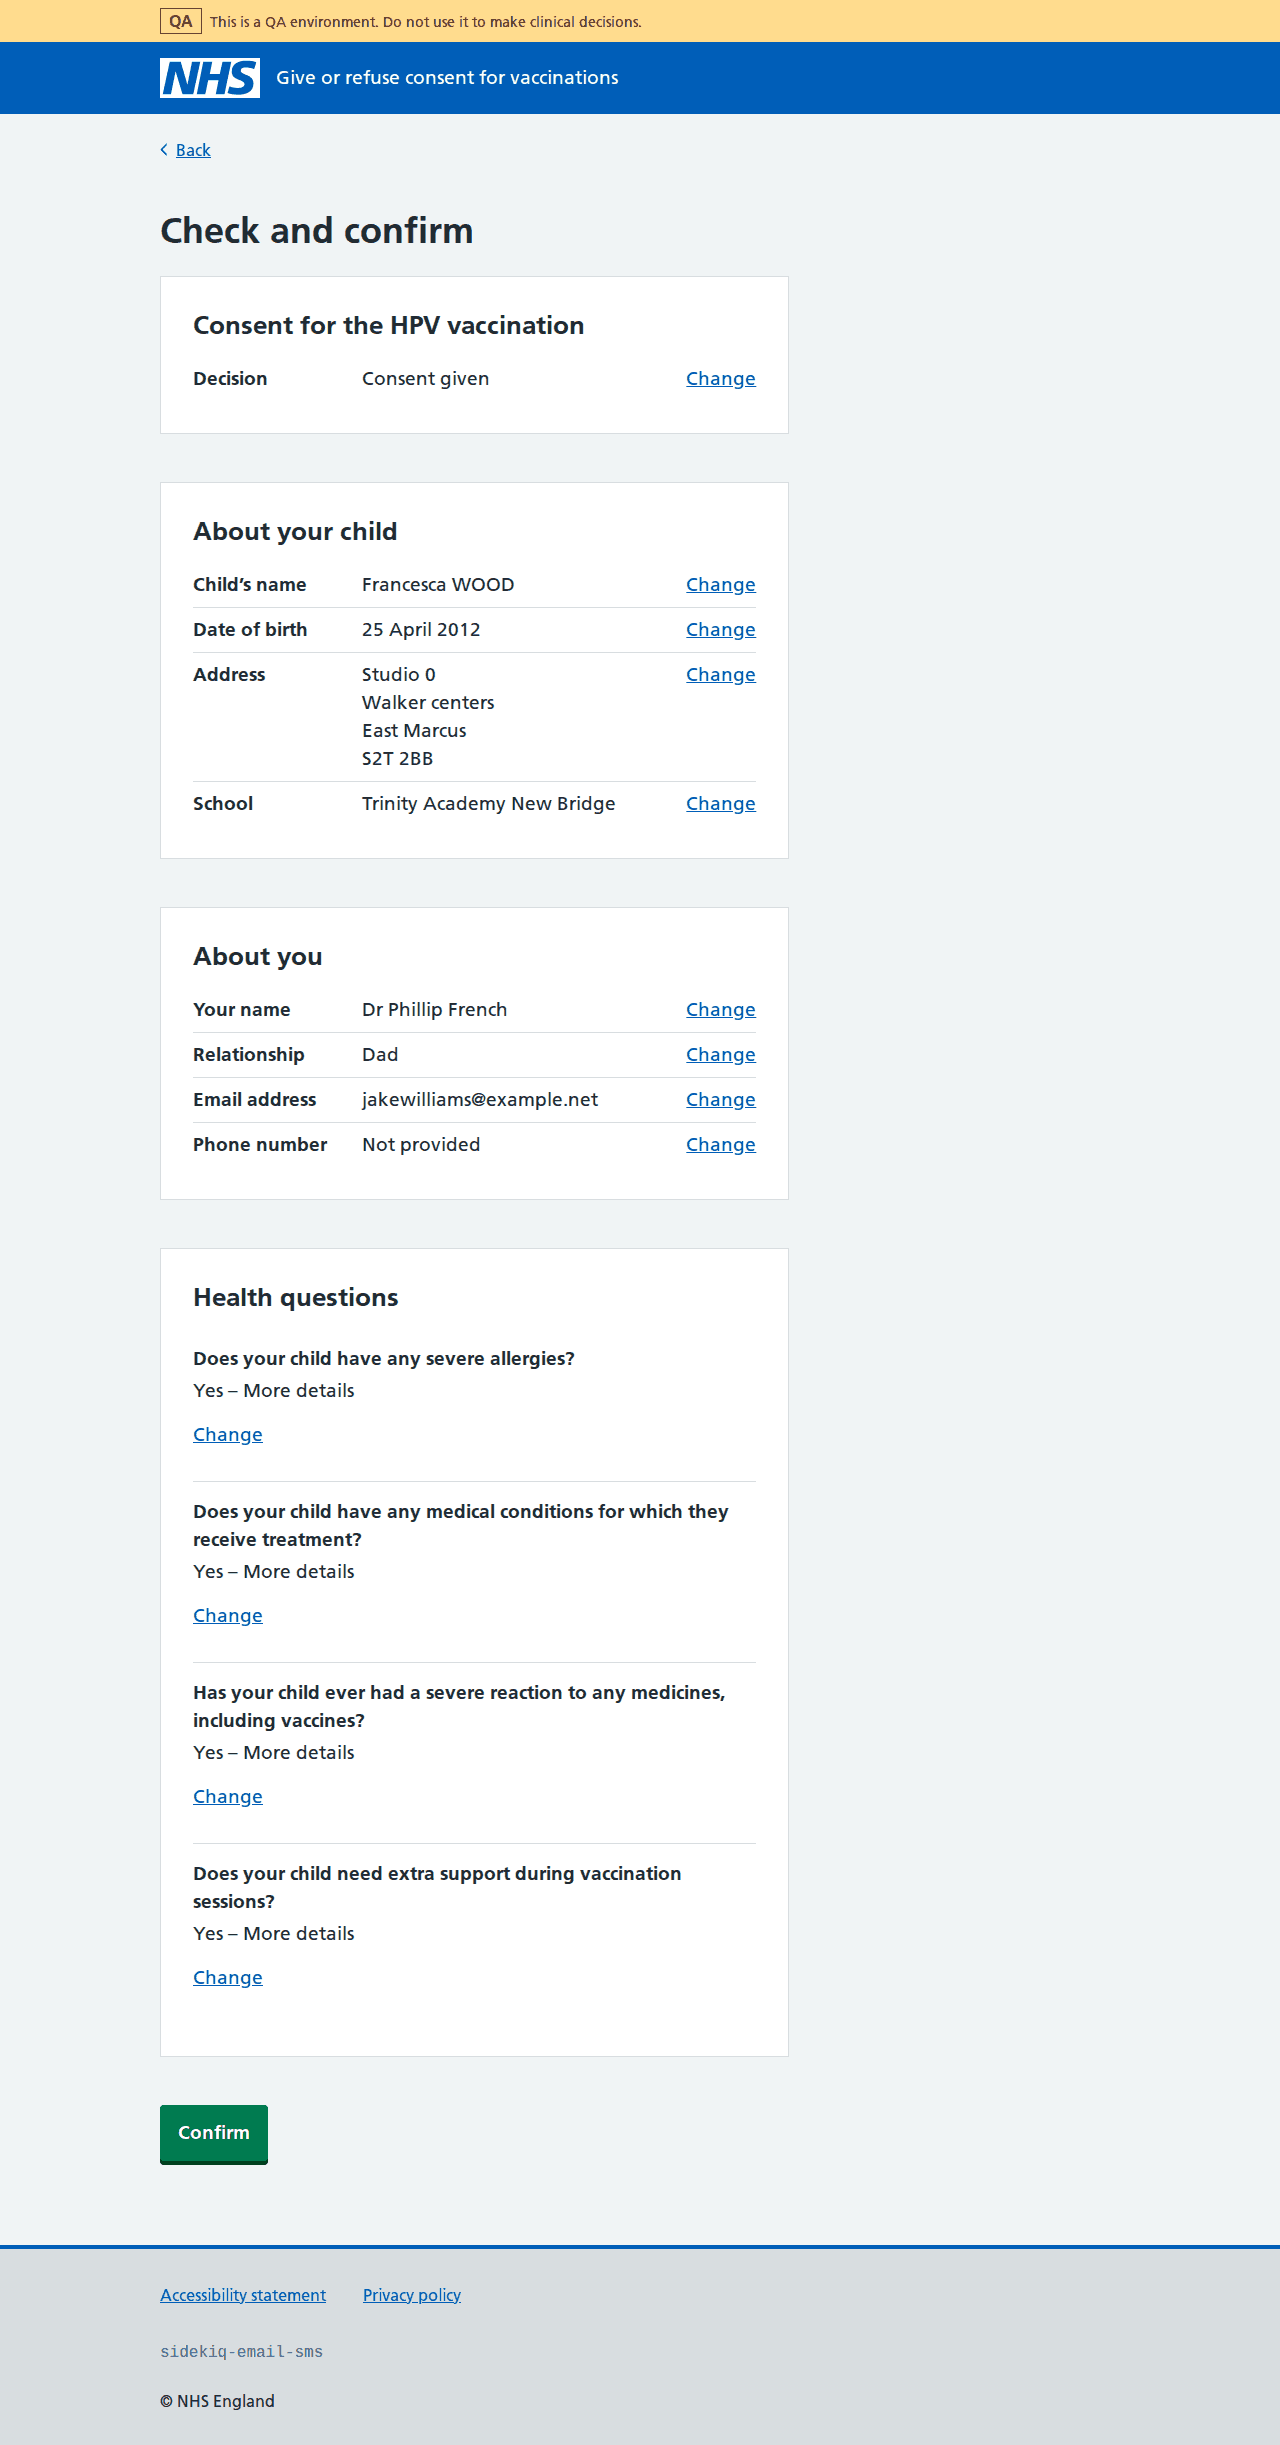 QA This is a QA environment. Do not use it to make clinical decisions.
NHS Give or refuse consent for vaccinations
Back
Check and confirm
Consent for the HPV vaccination
Decision Consent given Change
About your child
Child’s name Francesca WOOD Change
Date of birth 25 April 2012 Change
Address Studio 0 Change
Walker centers
East Marcus
S2T 2BB
School Trinity Academy New Bridge Change
About you
Your name Dr Phillip French Change
Relationship Dad Change
Email address jakewilliams@example.net Change
Phone number Not provided Change
Health questions
Does your child have any severe allergies?
Yes – More details
Change
Does your child have any medical conditions for which they
receive treatment?
Yes – More details
Change
Has your child ever had a severe reaction to any medicines,
including vaccines?
Yes – More details
Change
Does your child need extra support during vaccination
sessions?
Yes – More details
Change
Confirm
Accessibility statement Privacy policy
sidekiq-email-sms
© NHS England